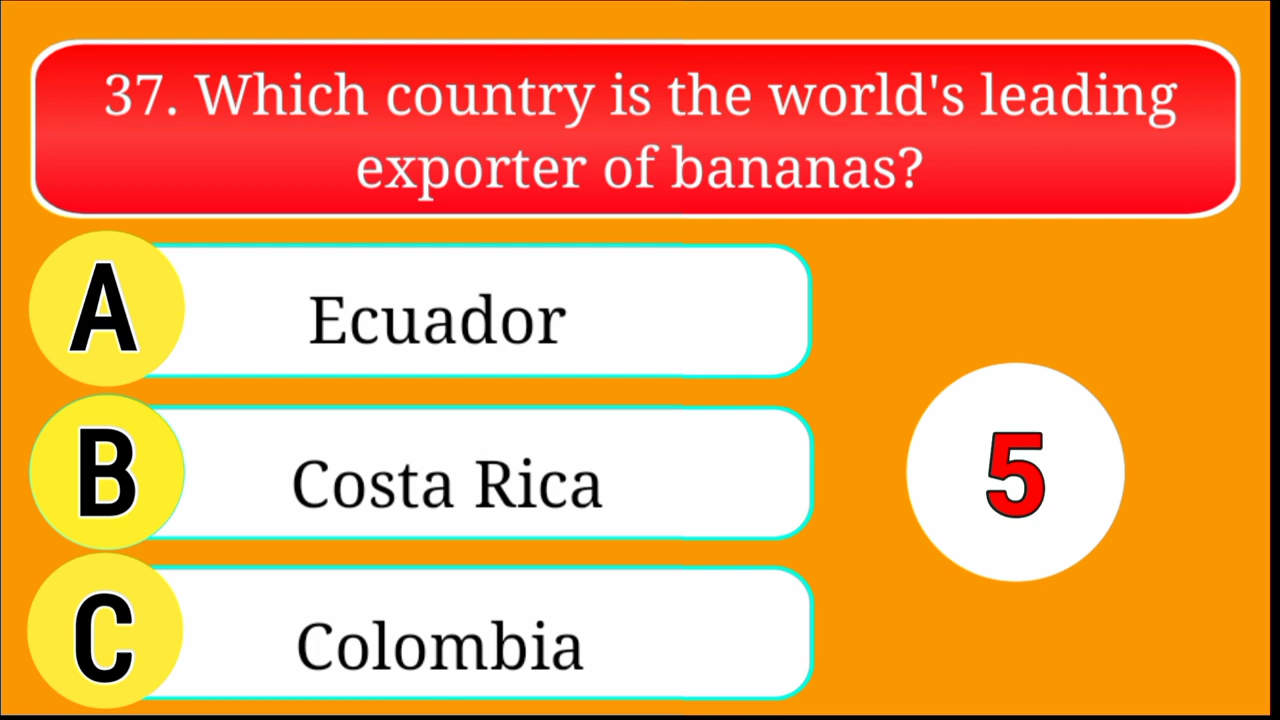 37. Which country is the world's leading
exporter of bananas?
A
Ecuador
B
Costa Rica
5
C
Colombia